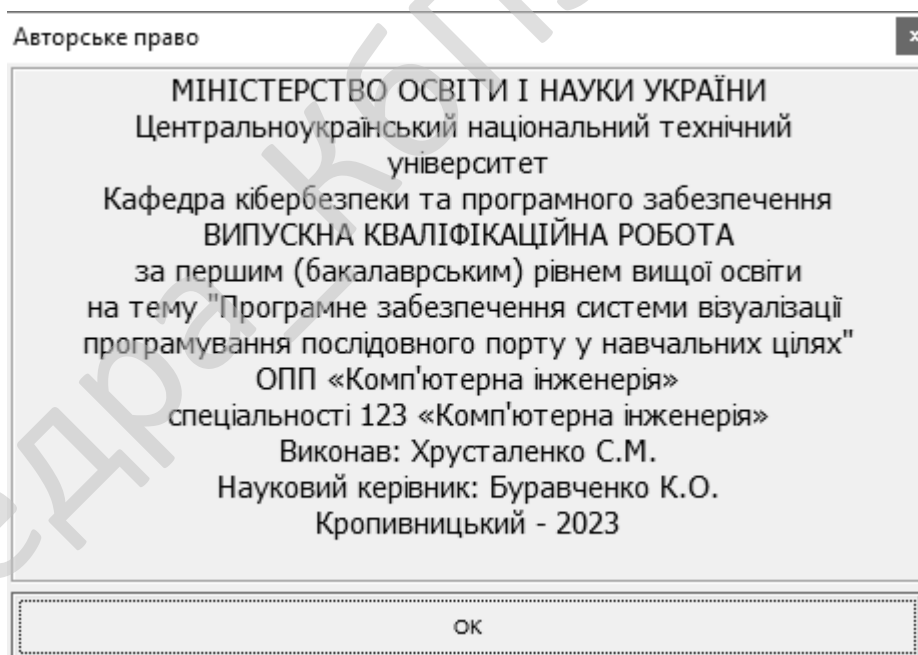 Авторське право
МІНІСТЕРСТВО ОСВІТИ І НАУКИ УКРАЇНИ
Центральноукраїнський національний технічний
університет
Кафедра кібербезпеки та програмного забезпечення
ВИПУСКНА КВАЛІФІКАЦІЙНА РОБОТА
за першим (бакалаврським) рівнем вищої освіти
на тему "Програмне забезпечення системи візуалізації
програмування послідовного порту у навчальних цілях"
ОПП «Комп'ютерна інженерія»
спеціальності 123 «Комп'ютерна інженерія»
Виконав: Хрусталенко С.М.
Науковий керівник: Буравченко К.О.
Кропивницький - 2023
ОК